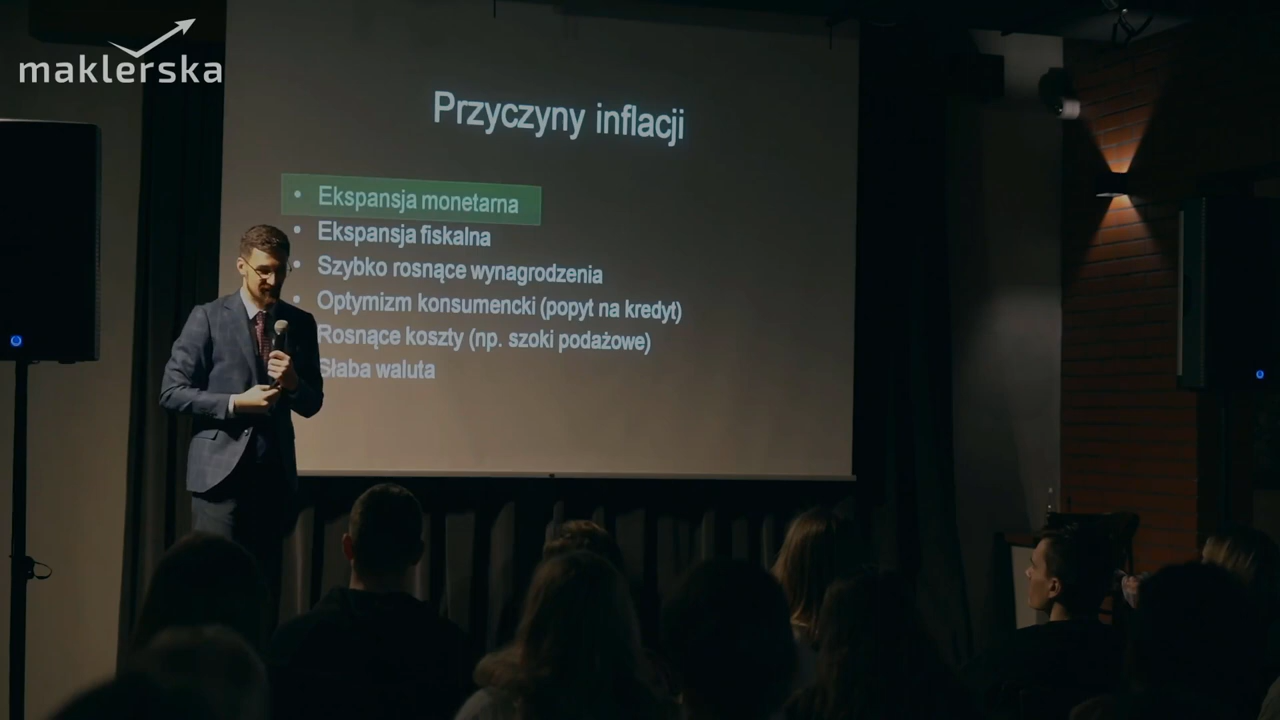 maklerska
Przyczyny inflacji
• Ekspansja monetarna
• Ekspansja fiskalna
• Szybko rosnące wynagrodzenia
• Optymizm konsumencki (popyt na kredyt)
Rosnące koszty (np. szoki podażowe)
Słaba waluta